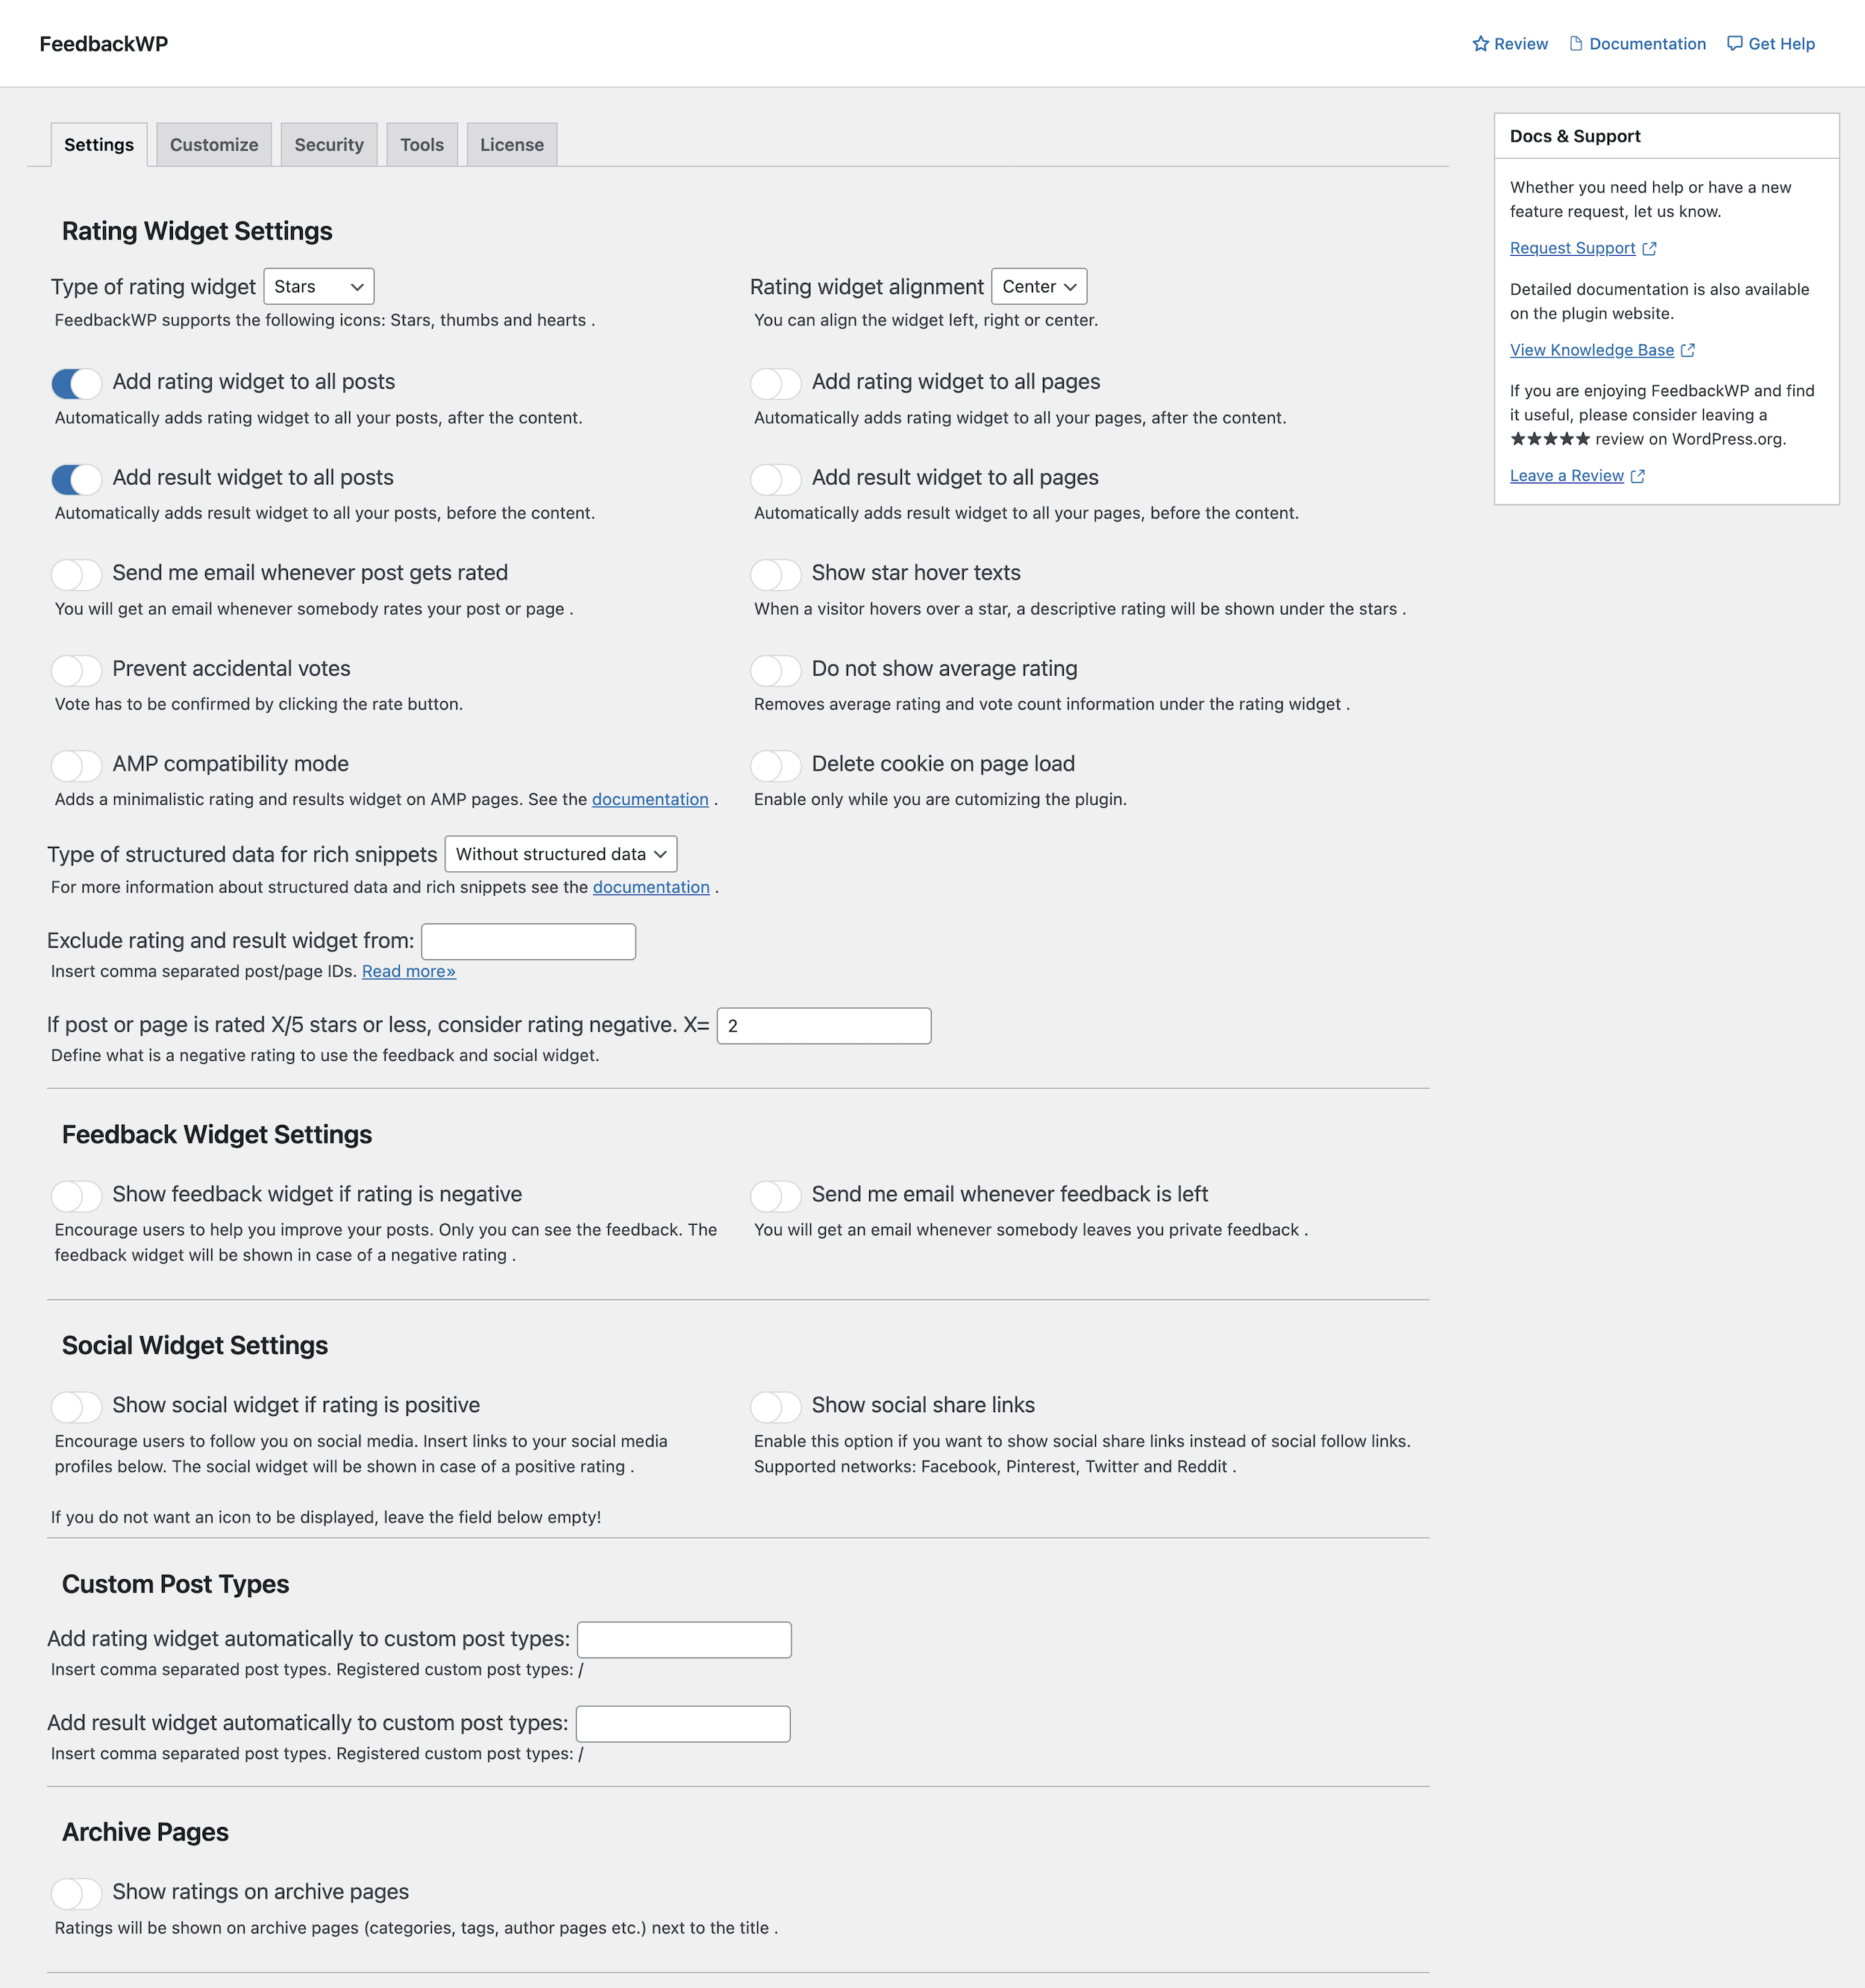 FeedbackWP
Review
Documentation
Get Help
Settings
Customize
Security
Tools
License
Rating Widget Settings
Type of rating widget Stars
FeedbackWP supports the following icons: Stars, thumbs and hearts .
Rating widget alignment Center
You can align the widget left, right or center.
Add rating widget to all posts
Automatically adds rating widget to all your posts, after the content.
Add rating widget to all pages
Automatically adds rating widget to all your pages, after the content.
Add result widget to all posts
Automatically adds result widget to all your posts, before the content.
Add result widget to all pages
Automatically adds result widget to all your pages, before the content.
Send me email whenever post gets rated
You will get an email whenever somebody rates your post or page .
Show star hover texts
When a visitor hovers over a star, a descriptive rating will be shown under the stars .
Prevent accidental votes
Vote has to be confirmed by clicking the rate button.
Do not show average rating
Removes average rating and vote count information under the rating widget .
AMP compatibility mode
Adds a minimalistic rating and results widget on AMP pages. See the documentation .
Delete cookie on page load
Enable only while you are cutomizing the plugin.
Type of structured data for rich snippets Without structured data
For more information about structured data and rich snippets see the documentation .
Exclude rating and result widget from:
Insert comma separated post/page IDs. Read more»
If post or page is rated X/5 stars or less, consider rating negative. X= 2
Define what is a negative rating to use the feedback and social widget.
Feedback Widget Settings
Show feedback widget if rating is negative
Encourage users to help you improve your posts. Only you can see the feedback. The
feedback widget will be shown in case of a negative rating .
Send me email whenever feedback is left
You will get an email whenever somebody leaves you private feedback .
Social Widget Settings
Show social widget if rating is positive
Encourage users to follow you on social media. Insert links to your social media
profiles below. The social widget will be shown in case of a positive rating .
Show social share links
Enable this option if you want to show social share links instead of social follow links.
Supported networks: Facebook, Pinterest, Twitter and Reddit .
If you do not want an icon to be displayed, leave the field below empty!
Custom Post Types
Add rating widget automatically to custom post types:
Insert comma separated post types. Registered custom post types: /
Add result widget automatically to custom post types:
Insert comma separated post types. Registered custom post types: /
Archive Pages
Show ratings on archive pages
Ratings will be shown on archive pages (categories, tags, author pages etc.) next to the title .
Docs & Support
Whether you need help or have a new
feature request, let us know.
Request Support
Detailed documentation is also available
on the plugin website.
View Knowledge Base
If you are enjoying FeedbackWP and find
it useful, please consider leaving a
★★★★★ review on WordPress.org.
Leave a Review